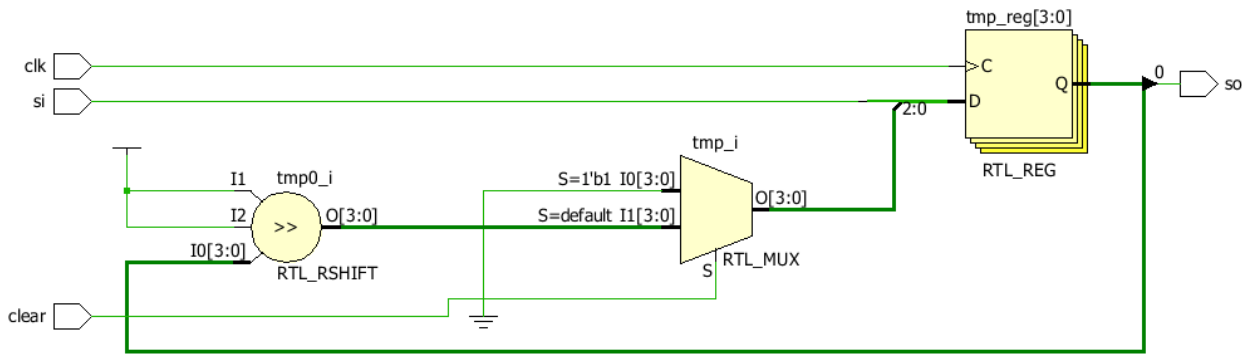 tmp_reg[3:0]
clk
C
0
si
Q
so
D
2:0
tmp_i
RTL_REG
I1
tmp0_i
S=1'b1 I0[3:0]
I2
>>
O[3:0]
S=default I1[3:0]
O[3:0]
I0[3:0]
RTL_RSHIFT
S
RTL_MUX
clear